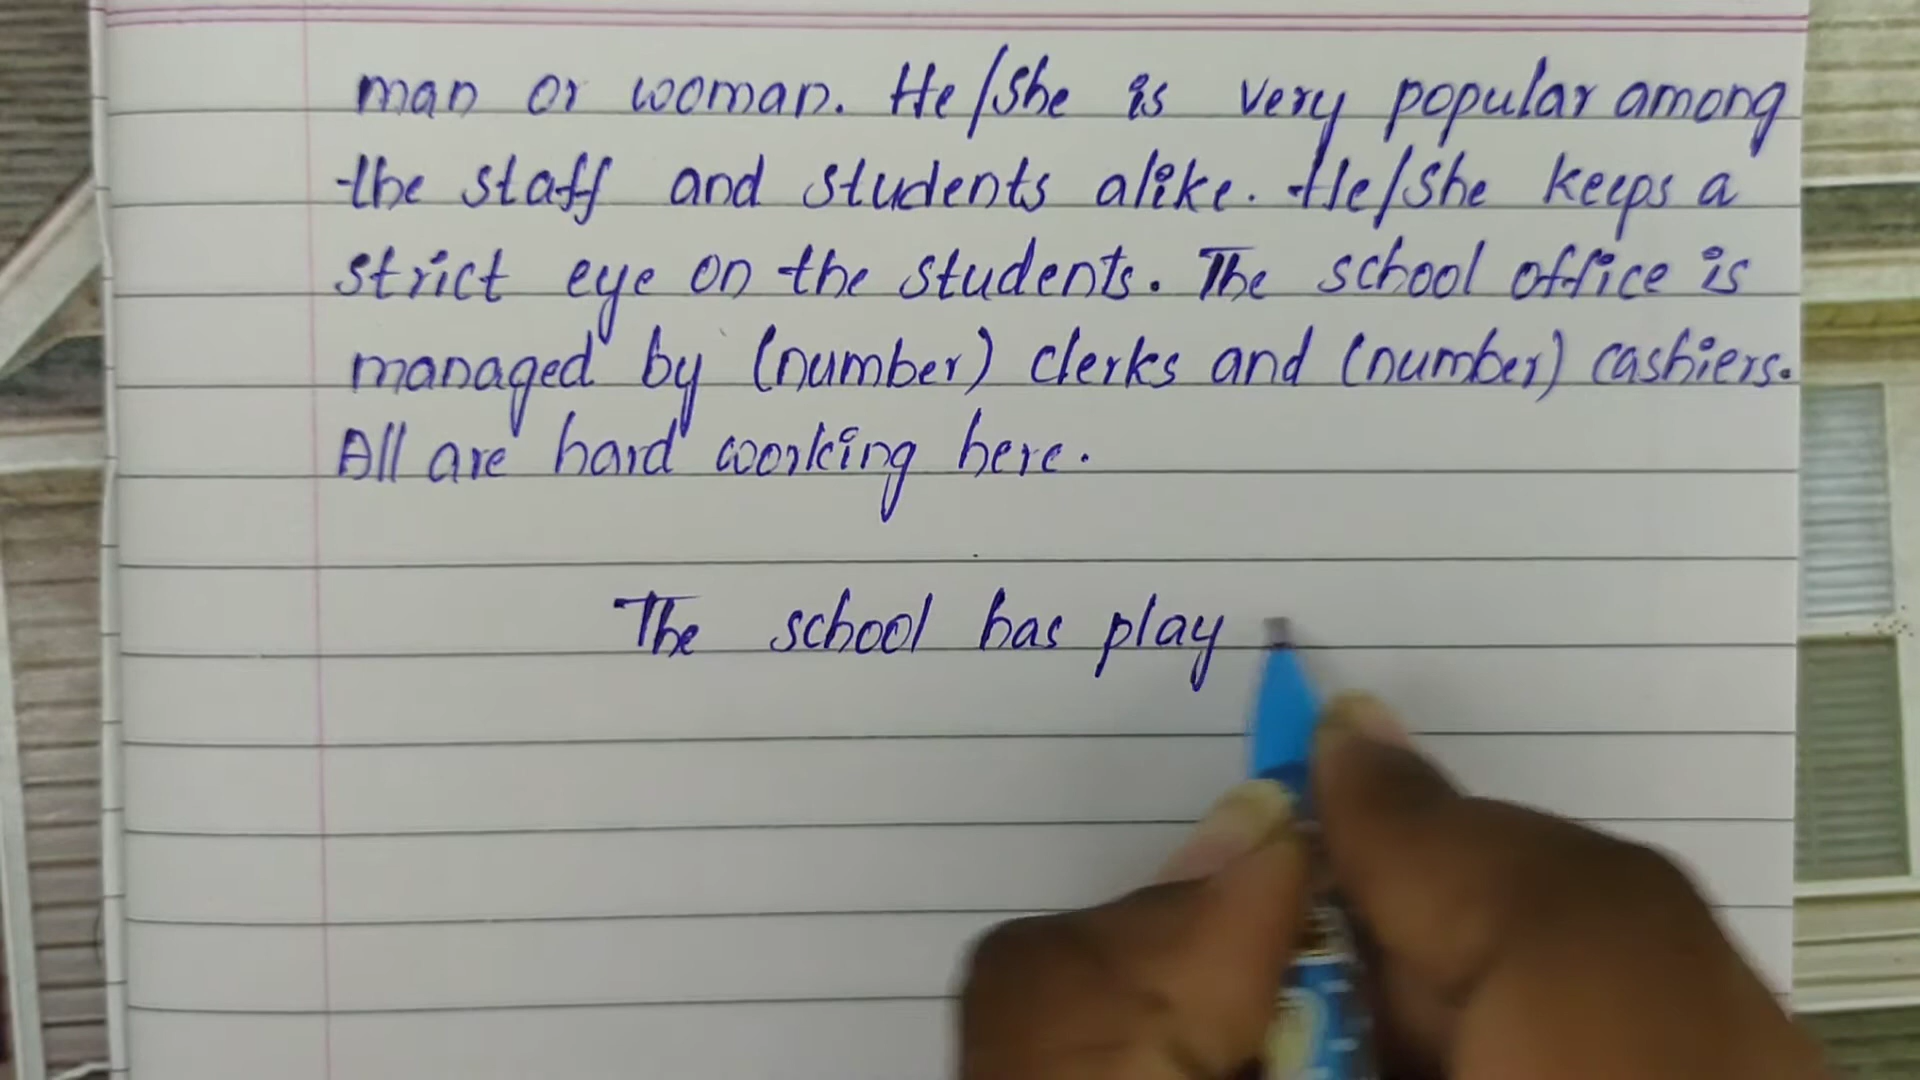 man or woman. He/She is very popular among
the staff and students alike. He/She keeps a
strict eye on the students. The school office is
managed by (number) clerks and (number) cashiers.
All are hard working here.
The school has play